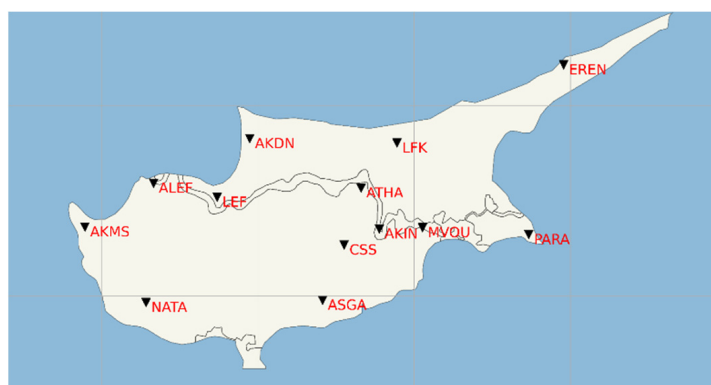 EREN
AKDN
LFK
ALEF
ATHA
LEF
AKMS
AKIN
MVOU
PARA
CSS
NATA
ASGA